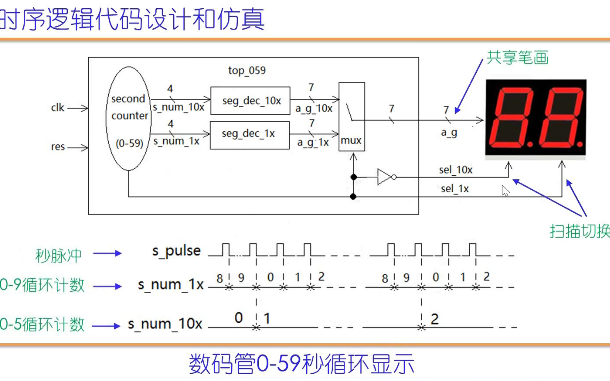 时序逻辑代码设计和仿真
共享笔画
top_059
clk
res
second
counter
(0-59)
4
s_num_10x
seg_dec_10x
7
a_g_10x
4
s_num_1x
seg_dec_1x
7
a_g_1x
mux
7
7
a_g
sel_10x
sel_1x
扫描切换
秒脉冲
s_pulse
0-9循环计数
s_num_1x
8 9 0 1 2
8 9 0 1 2
0-5循环计数
s_num_10x
0 1
2
数码管0-59秒循环显示